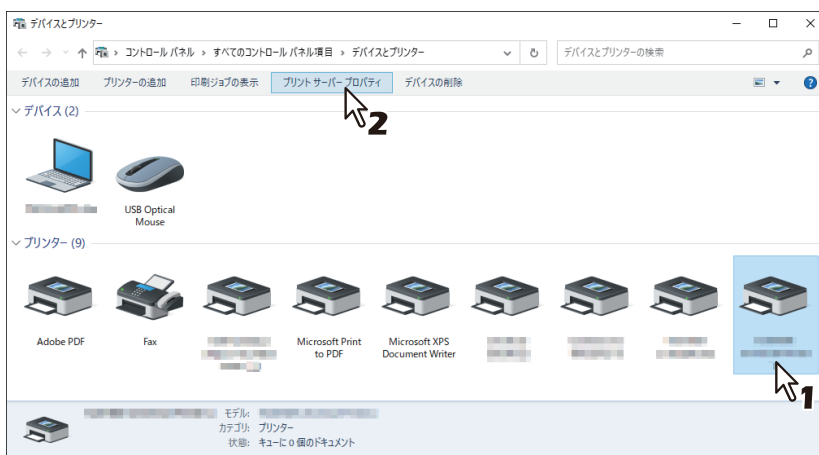 デバイスとプリンター
コントロール パネル › すべてのコントロール パネル項目 › デバイスとプリンター
デバイスとプリンターの検索
デバイスの追加 プリンターの追加 印刷ジョブの表示 プリント サーバー プロパティ デバイスの削除
2
デバイス (2)
USB Optical
Mouse
プリンター (9)
Adobe PDF
Fax
Microsoft Print
to PDF
Microsoft XPS
Document Writer
1
モデル:
カテゴリ: プリンター
状態: キューに 0 個のドキュメント